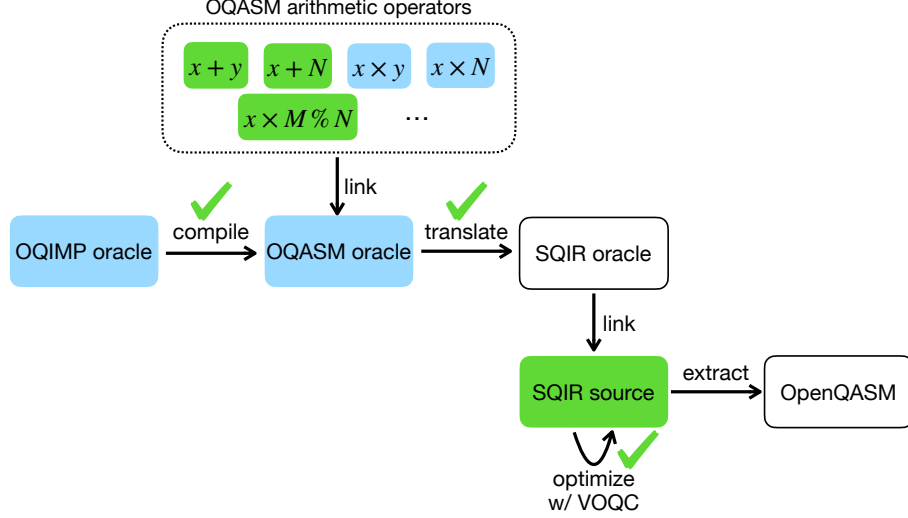 OQASM arithmetic operators
x + y
x + N
x × y
x × N
x × M % N
...
link
compile
translate
OQIMP oracle
OQASM oracle
SQIR oracle
link
SQIR source
extract
OpenQASM
optimize
w/ VOQC